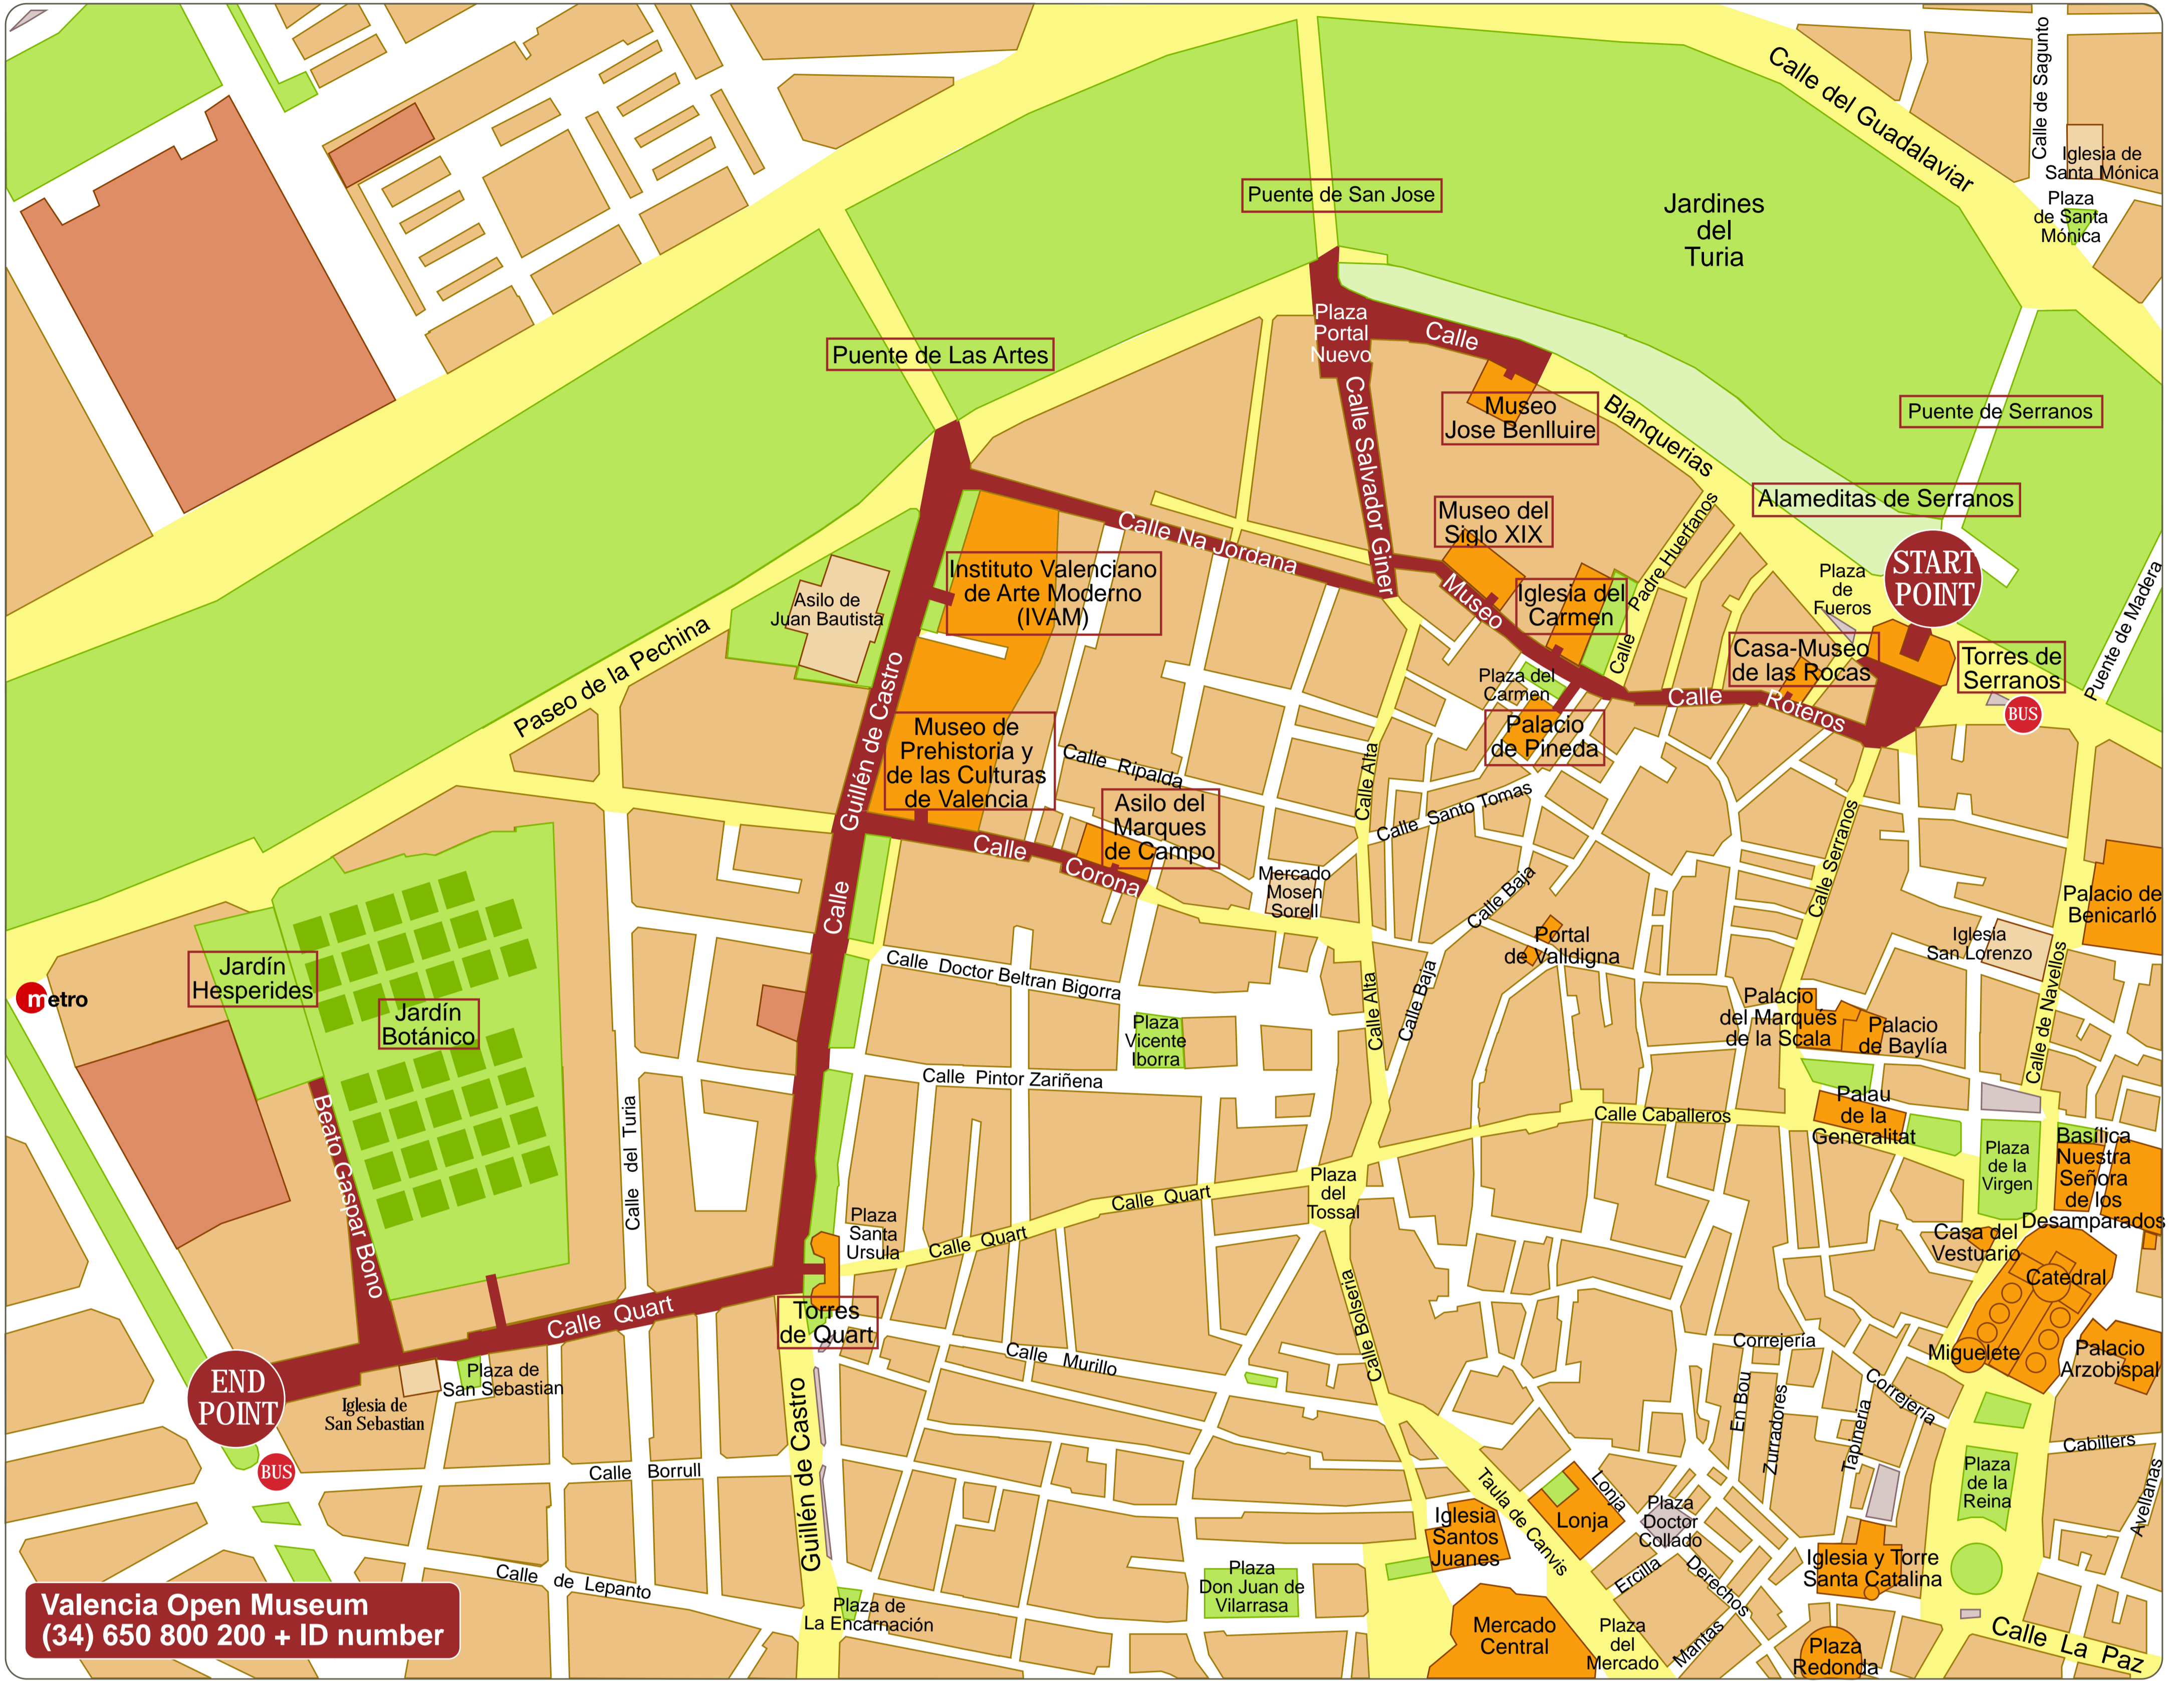 Calle del Guadalaviar
Calle de Sagunto
Iglesia de
Santa Mónica
Plaza
de Santa
Mónica
Puente de San Jose
Jardines
del
Turia
Plaza
Portal
Nuevo
Calle
Blanquerias
Puente de Las Artes
Museo
Jose Benlluire
Puente de Serranos
Calle Salvador Giner
Alameditas de Serranos
Museo del
Siglo XIX
Calle Na Jordana
START
POINT
Instituto Valenciano
de Arte Moderno
(IVAM)
Asilo de
Juan Bautista
Museo
Iglesia del
Carmen
Calle
Padre Huerfanos
Plaza
de
Fueros
Puente de Madera
Casa-Museo
de las Rocas
Torres de
Serranos
BUS
Paseo de la Pechina
Plaza del
Carmen
Calle
Roteros
Palacio
de Pineda
Calle
Guillén de Castro
Museo de
Prehistoria y
de las Culturas
de Valencia
Calle Ripalda
Calle Alta
Calle Santo Tomas
Asilo del
Marques
de Campo
Calle
Corona
Calle Serranos
Mercado
Mosen
Sorell
Calle Baja
Palacio de
Benicarló
Portal
de Valldigna
Iglesia
San Lorenzo
Calle Doctor Beltran Bigorra
Calle Alta
Calle Baja
Calle de Navellos
Jardín
Hesperides
metro
Jardín
Botánico
Plaza
Vicente
Iborra
Palacio
del Marqués
de la Scala
Palacio
de Baylía
Calle Pintor Zariñena
Calle Caballeros
Palau
de la
Generalitat
Beato Gaspar Bono
Calle del Turia
Plaza
de la
Virgen
Basílica
Nuestra
Señora
de los
Desamparados
Plaza
del
Tossal
Calle Quart
Plaza
Santa
Ursula
Calle Quart
Casa del
Vestuario
Catedral
Calle Quart
Torres
de Quart
Calle Bolseria
Calle Murillo
Correjería
Miguelete
Palacio
Arzobispal
END
POINT
Plaza de
San Sebastian
Iglesia de
San Sebastian
En Bou
Zurradores
Tapineria
Correjería
Cabillers
Avellanas
BUS
Calle Borrull
Guillén de Castro
Taula de Canvis
Lonja
Lonja
Plaza
Doctor
Collado
Plaza
de la
Reina
Iglesia
Santos
Juanes
Ercilla
Derechos
Iglesia y Torre
Santa Catalina
Calle de Lepanto
Plaza
Don Juan de
Vilarrasa
Plaza de
La Encarnación
Mercado
Central
Plaza
del
Mercado
Mantas
Plaza
Redonda
Calle La Paz
Valencia Open Museum
(34) 650 800 200 + ID number